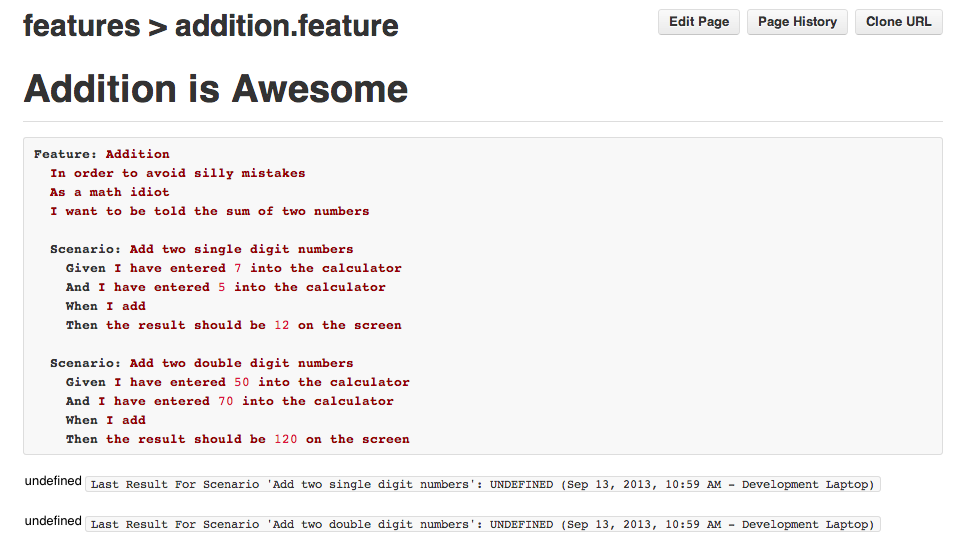 features > addition.feature
Edit Page
Page History
Clone URL
Addition is Awesome
Feature: Addition
In order to avoid silly mistakes
As a math idiot
I want to be told the sum of two numbers
Scenario: Add two single digit numbers
Given I have entered 7 into the calculator
And I have entered 5 into the calculator
When I add
Then the result should be 12 on the screen
Scenario: Add two double digit numbers
Given I have entered 50 into the calculator
And I have entered 70 into the calculator
When I add
Then the result should be 120 on the screen
undefined Last Result For Scenario 'Add two single digit numbers': UNDEFINED (Sep 13, 2013, 10:59 AM - Development Laptop)
undefined Last Result For Scenario 'Add two double digit numbers': UNDEFINED (Sep 13, 2013, 10:59 AM - Development Laptop)